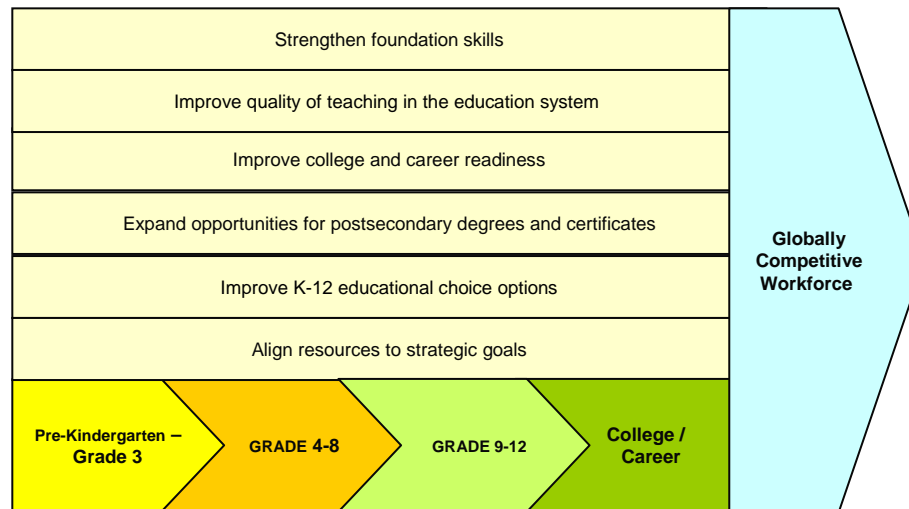 Strengthen foundation skills
Improve quality of teaching in the education system
Improve college and career readiness
Expand opportunities for postsecondary degrees and certificates
Improve K-12 educational choice options
Align resources to strategic goals
Globally
Competitive
Workforce
Pre-Kindergarten –
Grade 3
GRADE 4-8
GRADE 9-12
College /
Career